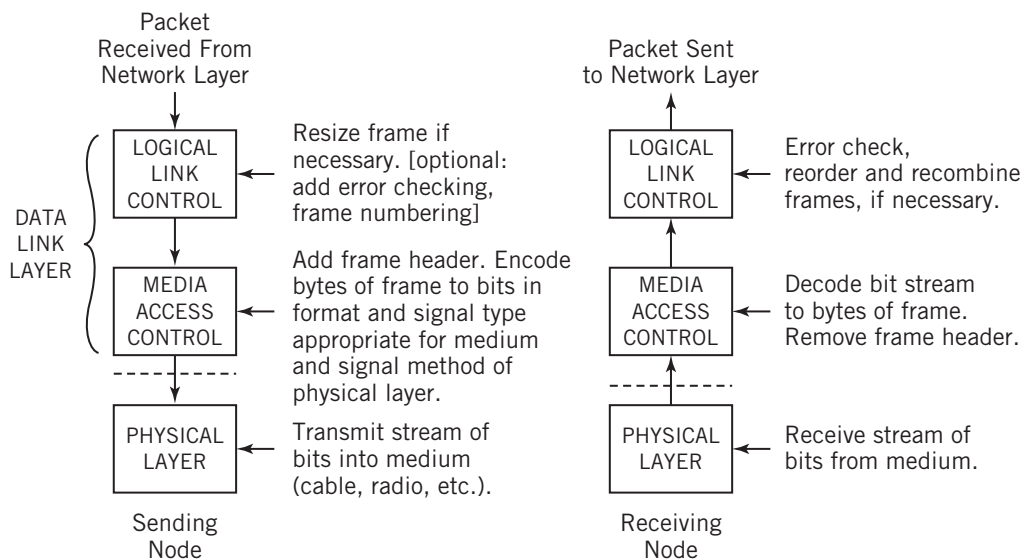 Packet
Received From
Network Layer
DATA
LINK
LAYER
LOGICAL
LINK
CONTROL
Resize frame if
necessary. [optional:
add error checking,
frame numbering]
MEDIA
ACCESS
CONTROL
Add frame header. Encode
bytes of frame to bits in
format and signal type
appropriate for medium
and signal method of
physical layer.
PHYSICAL
LAYER
Transmit stream of
bits into medium
(cable, radio, etc.).
Sending
Node
Packet Sent
to Network Layer
LOGICAL
LINK
CONTROL
Error check,
reorder and recombine
frames, if necessary.
MEDIA
ACCESS
CONTROL
Decode bit stream
to bytes of frame.
Remove frame header.
PHYSICAL
LAYER
Receive stream of
bits from medium.
Receiving
Node